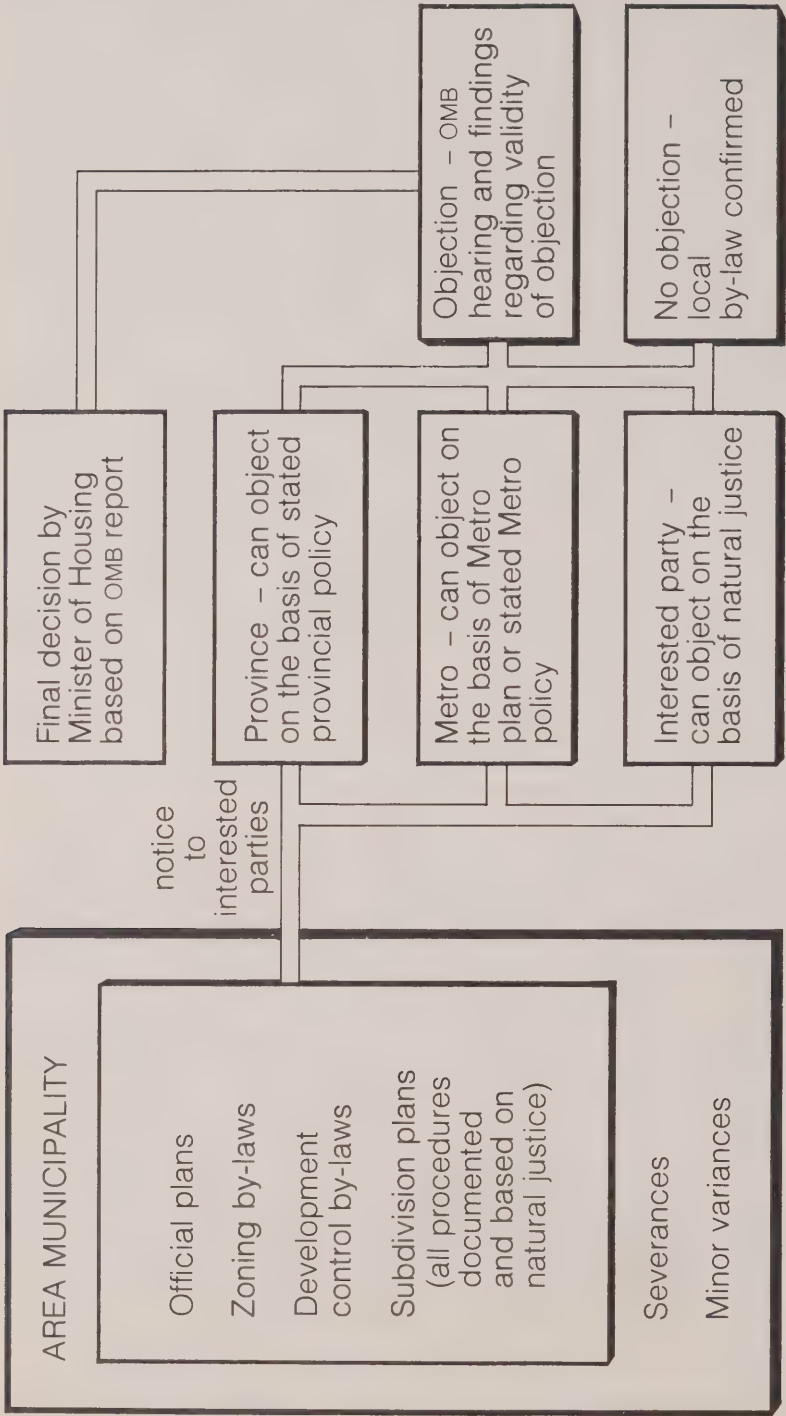 AREA MUNICIPALITY
Official plans
Zoning by-laws
Development
control by-laws
Subdivision plans
(all procedures
documented
and based on
natural justice)
Severances
Minor variances
notice
to
interested
parties
Final decision by
Minister of Housing
based on OMB report
Province – can object
on the basis of stated
provincial policy
Metro – can object on
the basis of Metro
plan or stated Metro
policy
Interested party –
can object on the
basis of natural justice
Objection – OMB
hearing and findings
regarding validity
of objection
No objection –
local
by-law confirmed